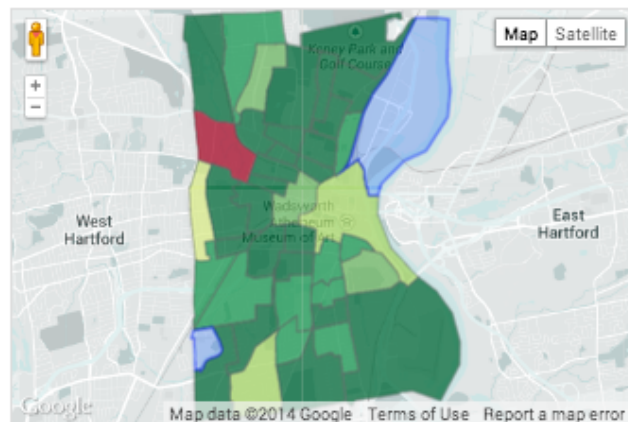 Keney Park and
Golf Course
Map Satellite
+
−
Wadsworth
Atheneum
Museum of Art
West
Hartford
East
Hartford
Google
Map data ©2014 Google Terms of Use Report a map error